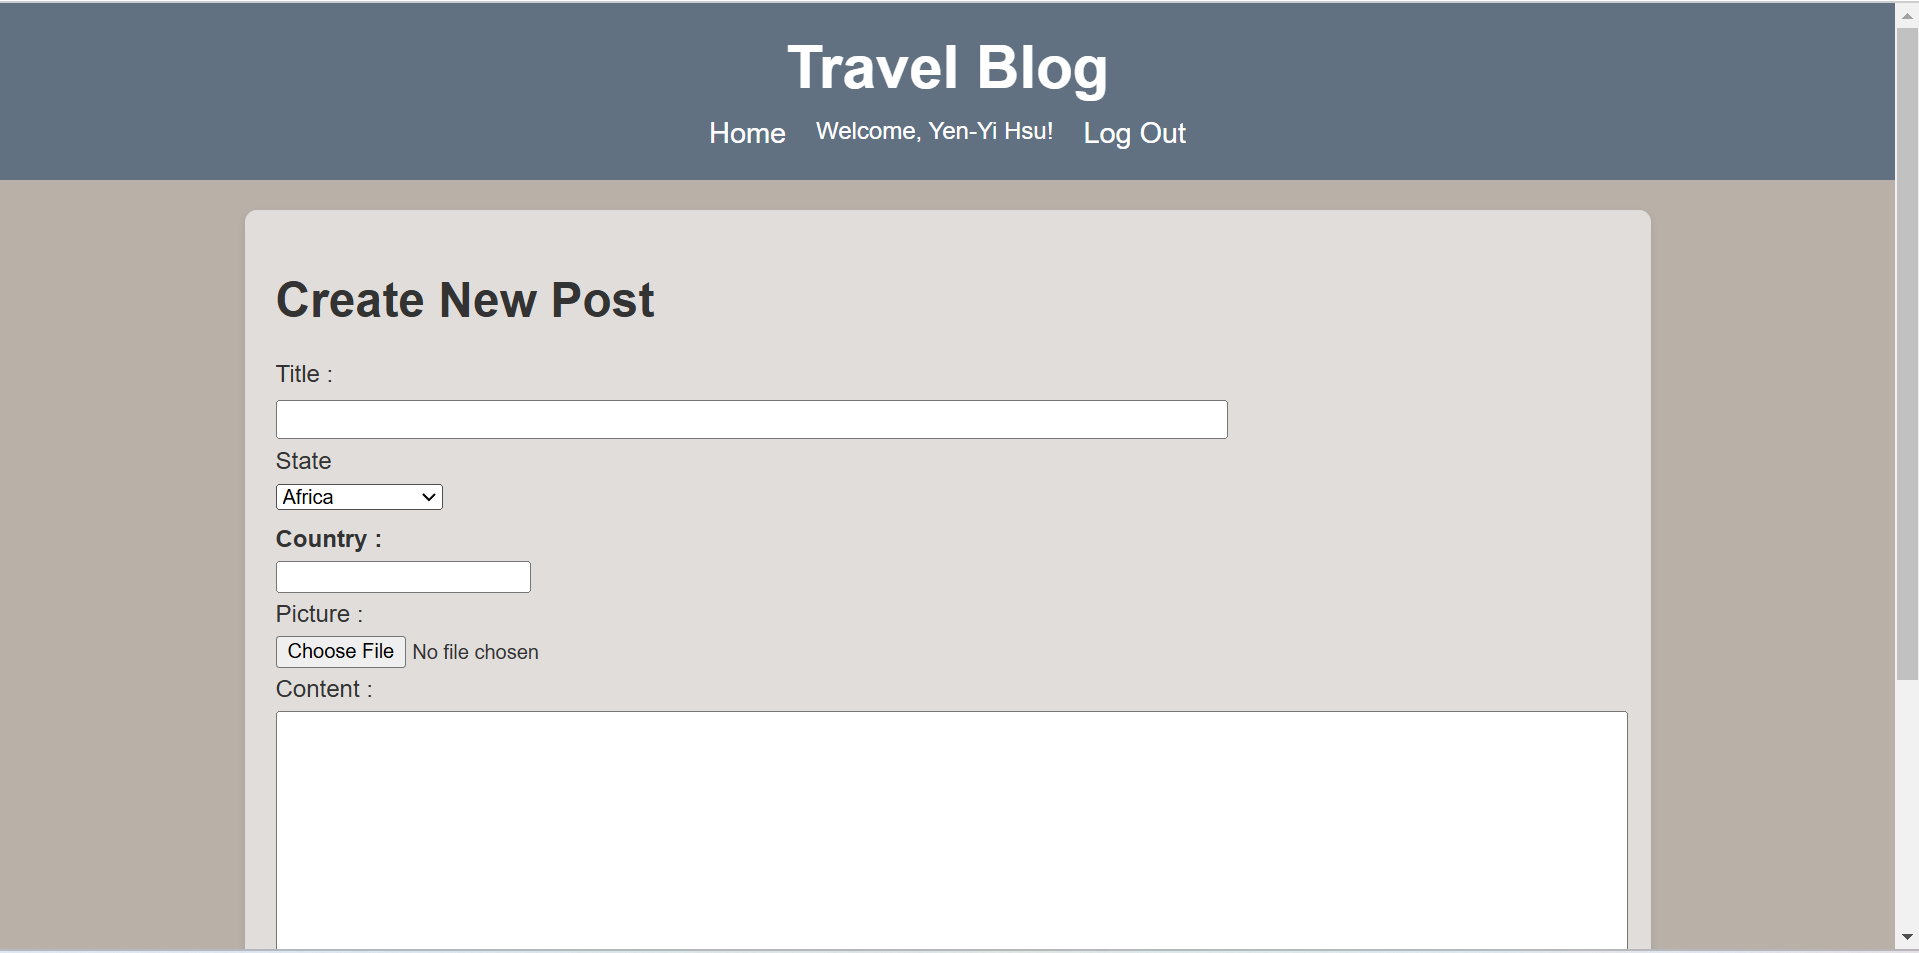 Travel Blog
Home Welcome, Yen-Yi Hsu! Log Out
Create New Post
Title :
State
Africa
Country :
Picture :
Choose File No file chosen
Content :